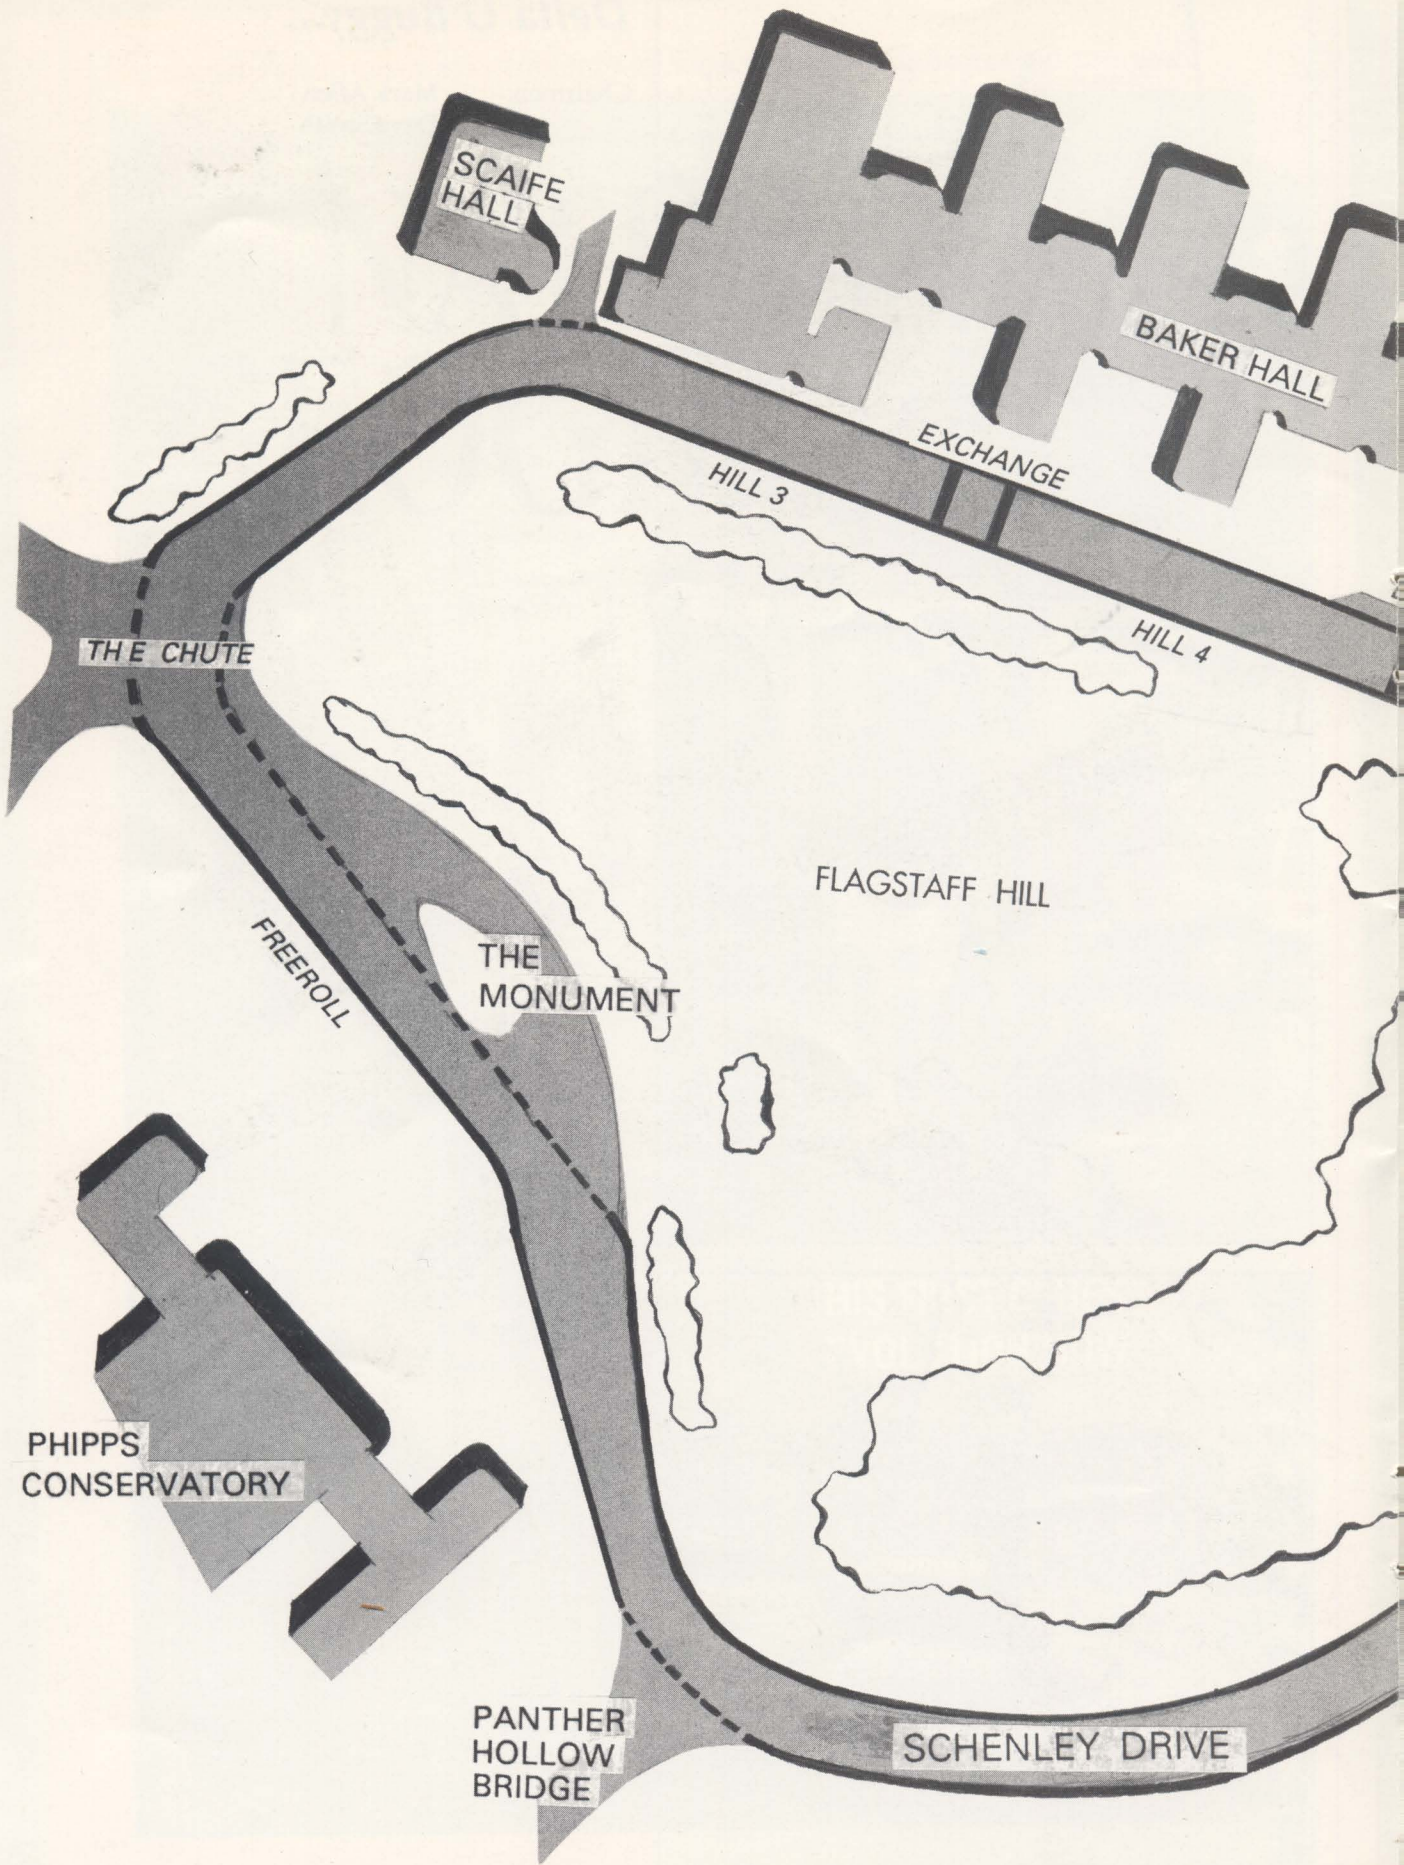 SCAIFE
HALL
BAKER HALL
EXCHANGE
HILL 3
HILL 4
THE CHUTE
FLAGSTAFF HILL
FREEROLL
THE
MONUMENT
PHIPPS
CONSERVATORY
PANTHER
HOLLOW
BRIDGE
SCHENLEY DRIVE